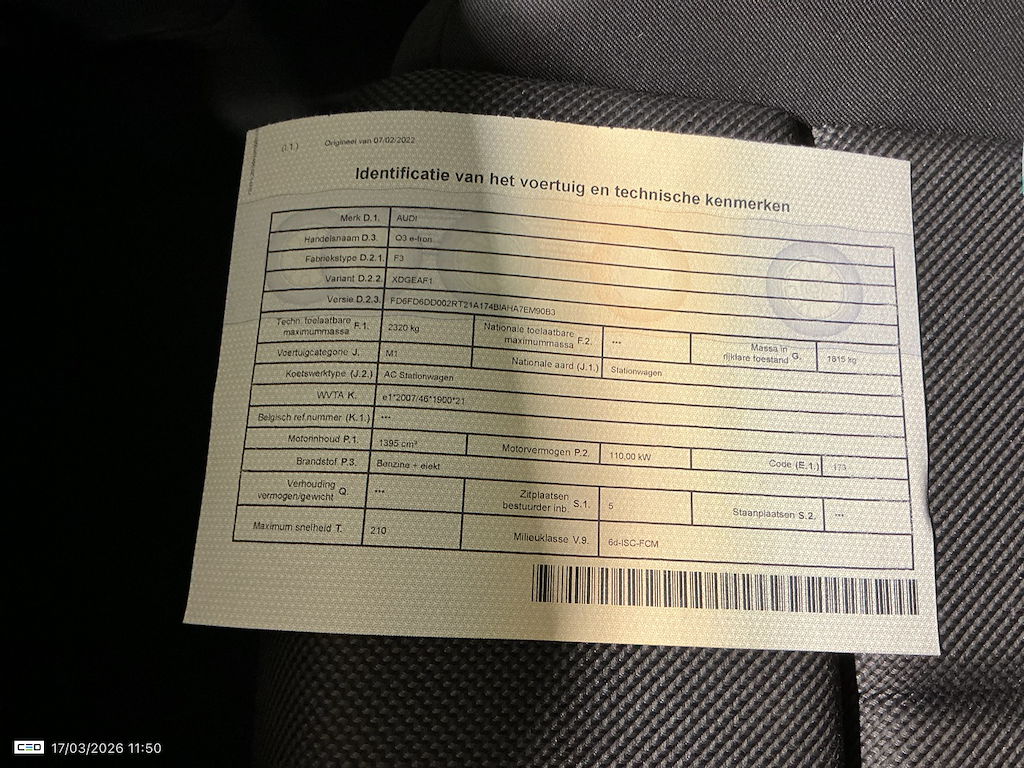 (I.1.) Origineel van 07/02/2022
Identificatie van het voertuig en technische kenmerken
Merk D.1. AUDI
Handelsnaam D.3. Q3 e-tron
Fabriekstype D.2.1. F3
Variant D.2.2. XDGEAF1
Versie D.2.3. FD6FD6DD002RT21A174BIAHA7EM90B3
Techn. toelaatbare maximummassa F.1. 2320 kg Nationale toelaatbare maximummassa F.2. --- Massa in rijklare toestand G. 1815 kg
Voertuigcategorie J. M1 Nationale aard (J.1.) Stationwagen
Koetswerktype (J.2.) AC Stationwagen
WVTA K. e1*2007/46*1900*21
Belgisch ref.nummer (K.1.) ---
Motorinhoud P.1. 1395 cm³ Motorvermogen P.2. 110,00 kW Code (E.1.) 173
Brandstof P.3. Benzine + elekt
Verhouding vermogen/gewicht Q. --- Zitplaatsen bestuurder inb. S.1. 5 Staanplaatsen S.2. ---
Maximum snelheid T. 210 Milieuklasse V.9. 6d-ISC-FCM
CEO 17/03/2026 11:50